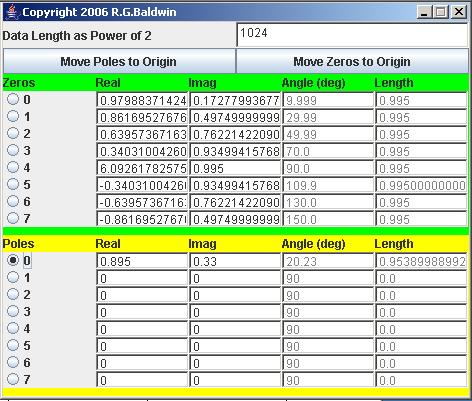 Copyright 2006 R.G.Baldwin
Data Length as Power of 2 1024
Move Poles to Origin Move Zeros to Origin
Zeros Real Imag Angle (deg) Length
0 0.97988371424 0.17277993677 9.999 0.995
1 0.86169527676 0.49749999999 29.99 0.995
2 0.63957367163 0.76221422090 49.99 0.995
3 0.34031004260 0.93499415768 70.0 0.995
4 6.09261782575 0.995 90.0 0.995
5 -0.3403100426 0.93499415768 109.9 0.99500000000
6 -0.6395736716 0.76221422090 130.0 0.995
7 -0.8616952767 0.49749999999 150.0 0.995
Poles Real Imag Angle (deg) Length
0 0.895 0.33 20.23 0.95389988992
1 0 0 90 0.0
2 0 0 90 0.0
3 0 0 90 0.0
4 0 0 90 0.0
5 0 0 90 0.0
6 0 0 90 0.0
7 0 0 90 0.0